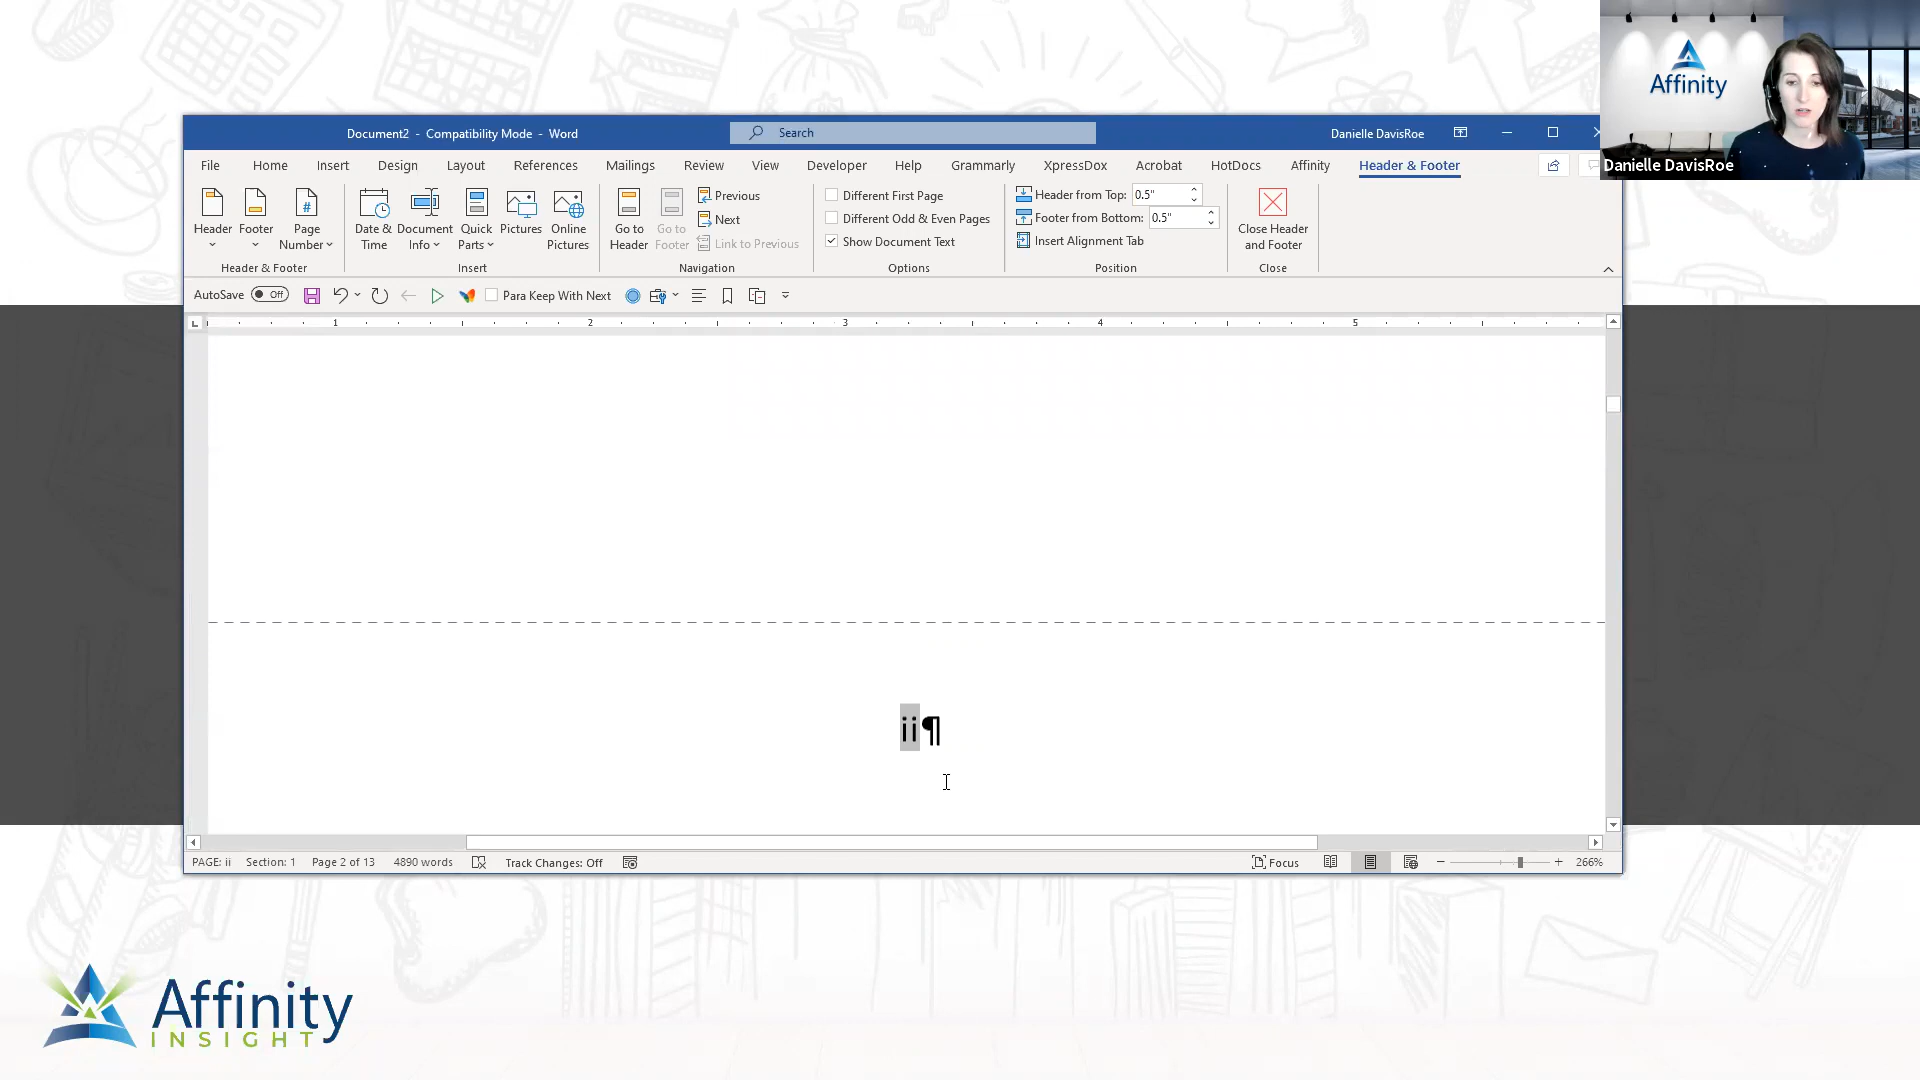 Affinity
Danielle DavisRoe
Document2 - Compatibility Mode - Word
Search
Danielle DavisRoe
File Home Insert Design Layout References Mailings Review View Developer Help Grammarly XpressDox Acrobat HotDocs Affinity Header & Footer
Header
Footer
Page Number
Header & Footer
Date & Time
Document Info
Quick Parts
Pictures
Online Pictures
Insert
Go to Header
Go to Footer
Previous
Next
Link to Previous
Navigation
Different First Page
Different Odd & Even Pages
Show Document Text
Options
Header from Top: 0.5"
Footer from Bottom: 0.5"
Insert Alignment Tab
Position
Close Header and Footer
Close
AutoSave Off
Para Keep With Next
1 2 3 4 5
ii¶
PAGE: ii Section: 1 Page 2 of 13 4890 words Track Changes: Off Focus 266%
Affinity
INSIGHT